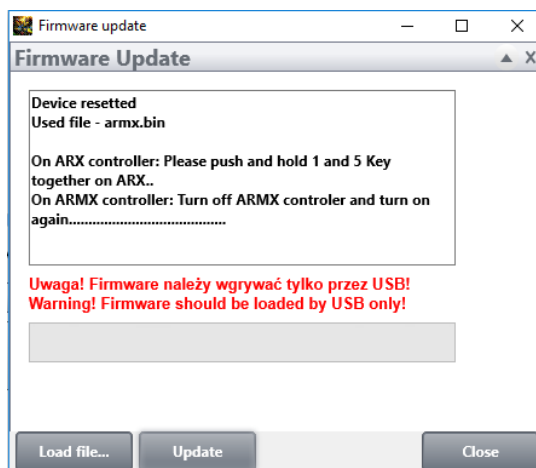 Firmware update
Firmware Update
Device resetted
Used file - armx.bin
On ARX controller: Please push and hold 1 and 5 Key
together on ARX..
On ARMX controller: Turn off ARMX controler and turn on
again..........................................
Uwaga! Firmware należy wgrywać tylko przez USB!
Warning! Firmware should be loaded by USB only!
Load file...
Update
Close